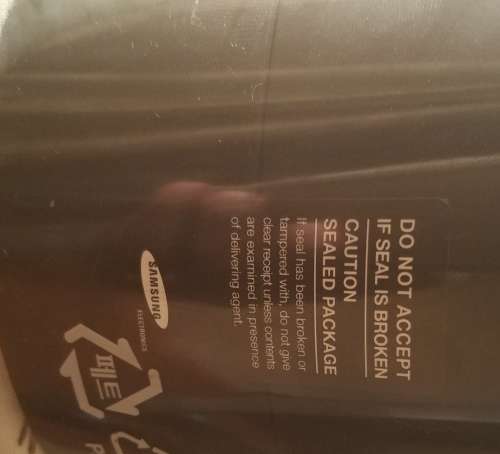 DO NOT ACCEPT
IF SEAL IS BROKEN
CAUTION
SEALED PACKAGE
If seal has been broken or
tampered with, do not give
clear receipt unless contents
are examined in presence
of delivering agent.
SAMSUNG
ELECTRONICS
페트